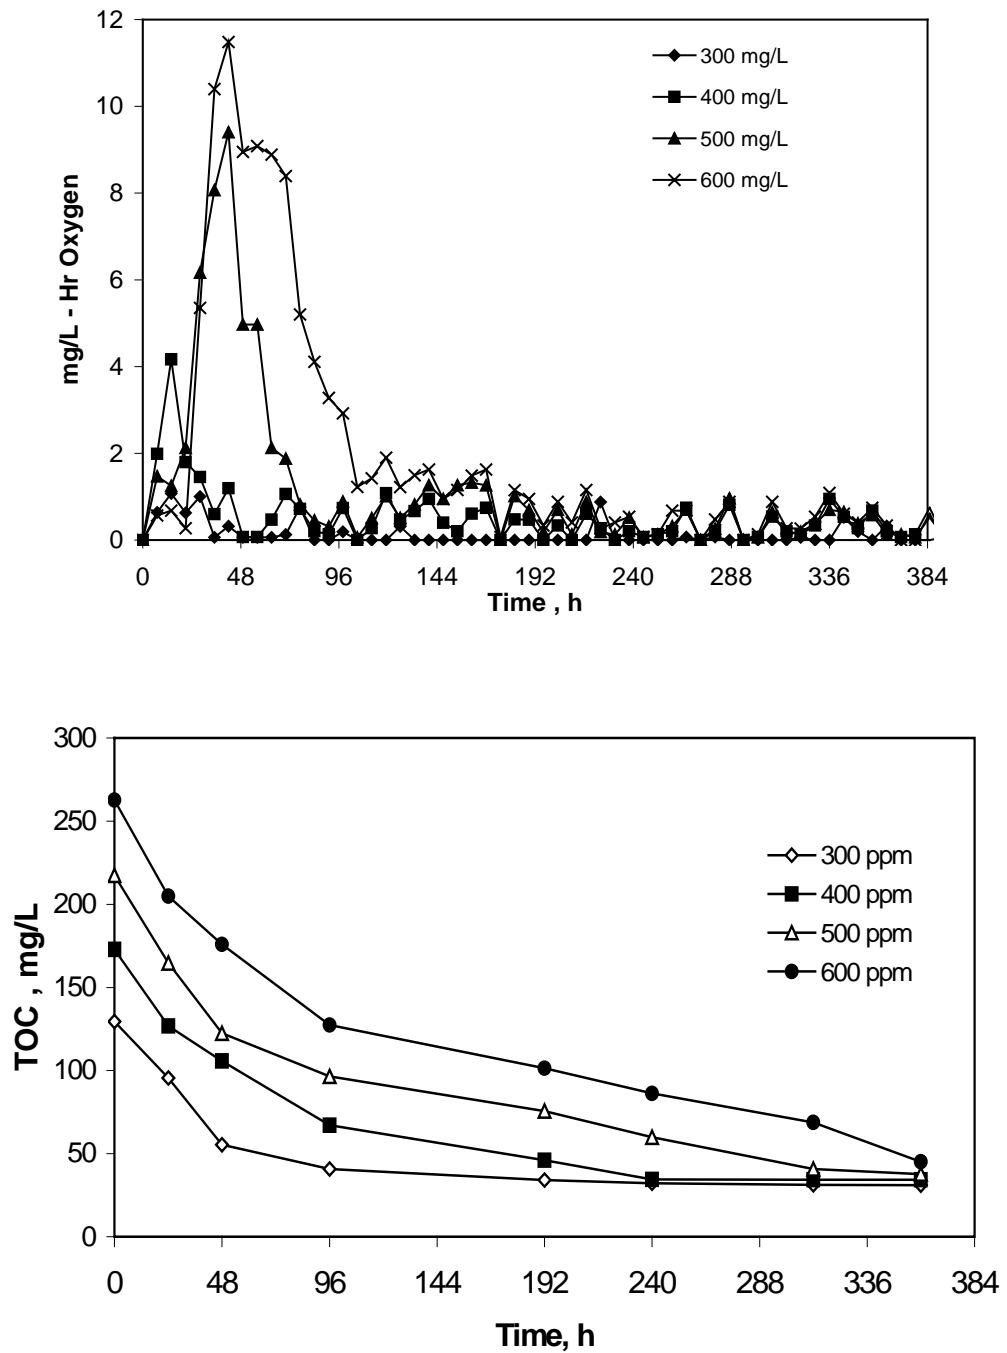 12
10
8
6
4
2
0
mg/L - Hr Oxygen
300 mg/L
400 mg/L
500 mg/L
600 mg/L
0 48 96 144 192 240 288 336 384
Time , h
300
250
200
150
100
50
0
TOC , mg/L
300 ppm
400 ppm
500 ppm
600 ppm
0 48 96 144 192 240 288 336 384
Time, h